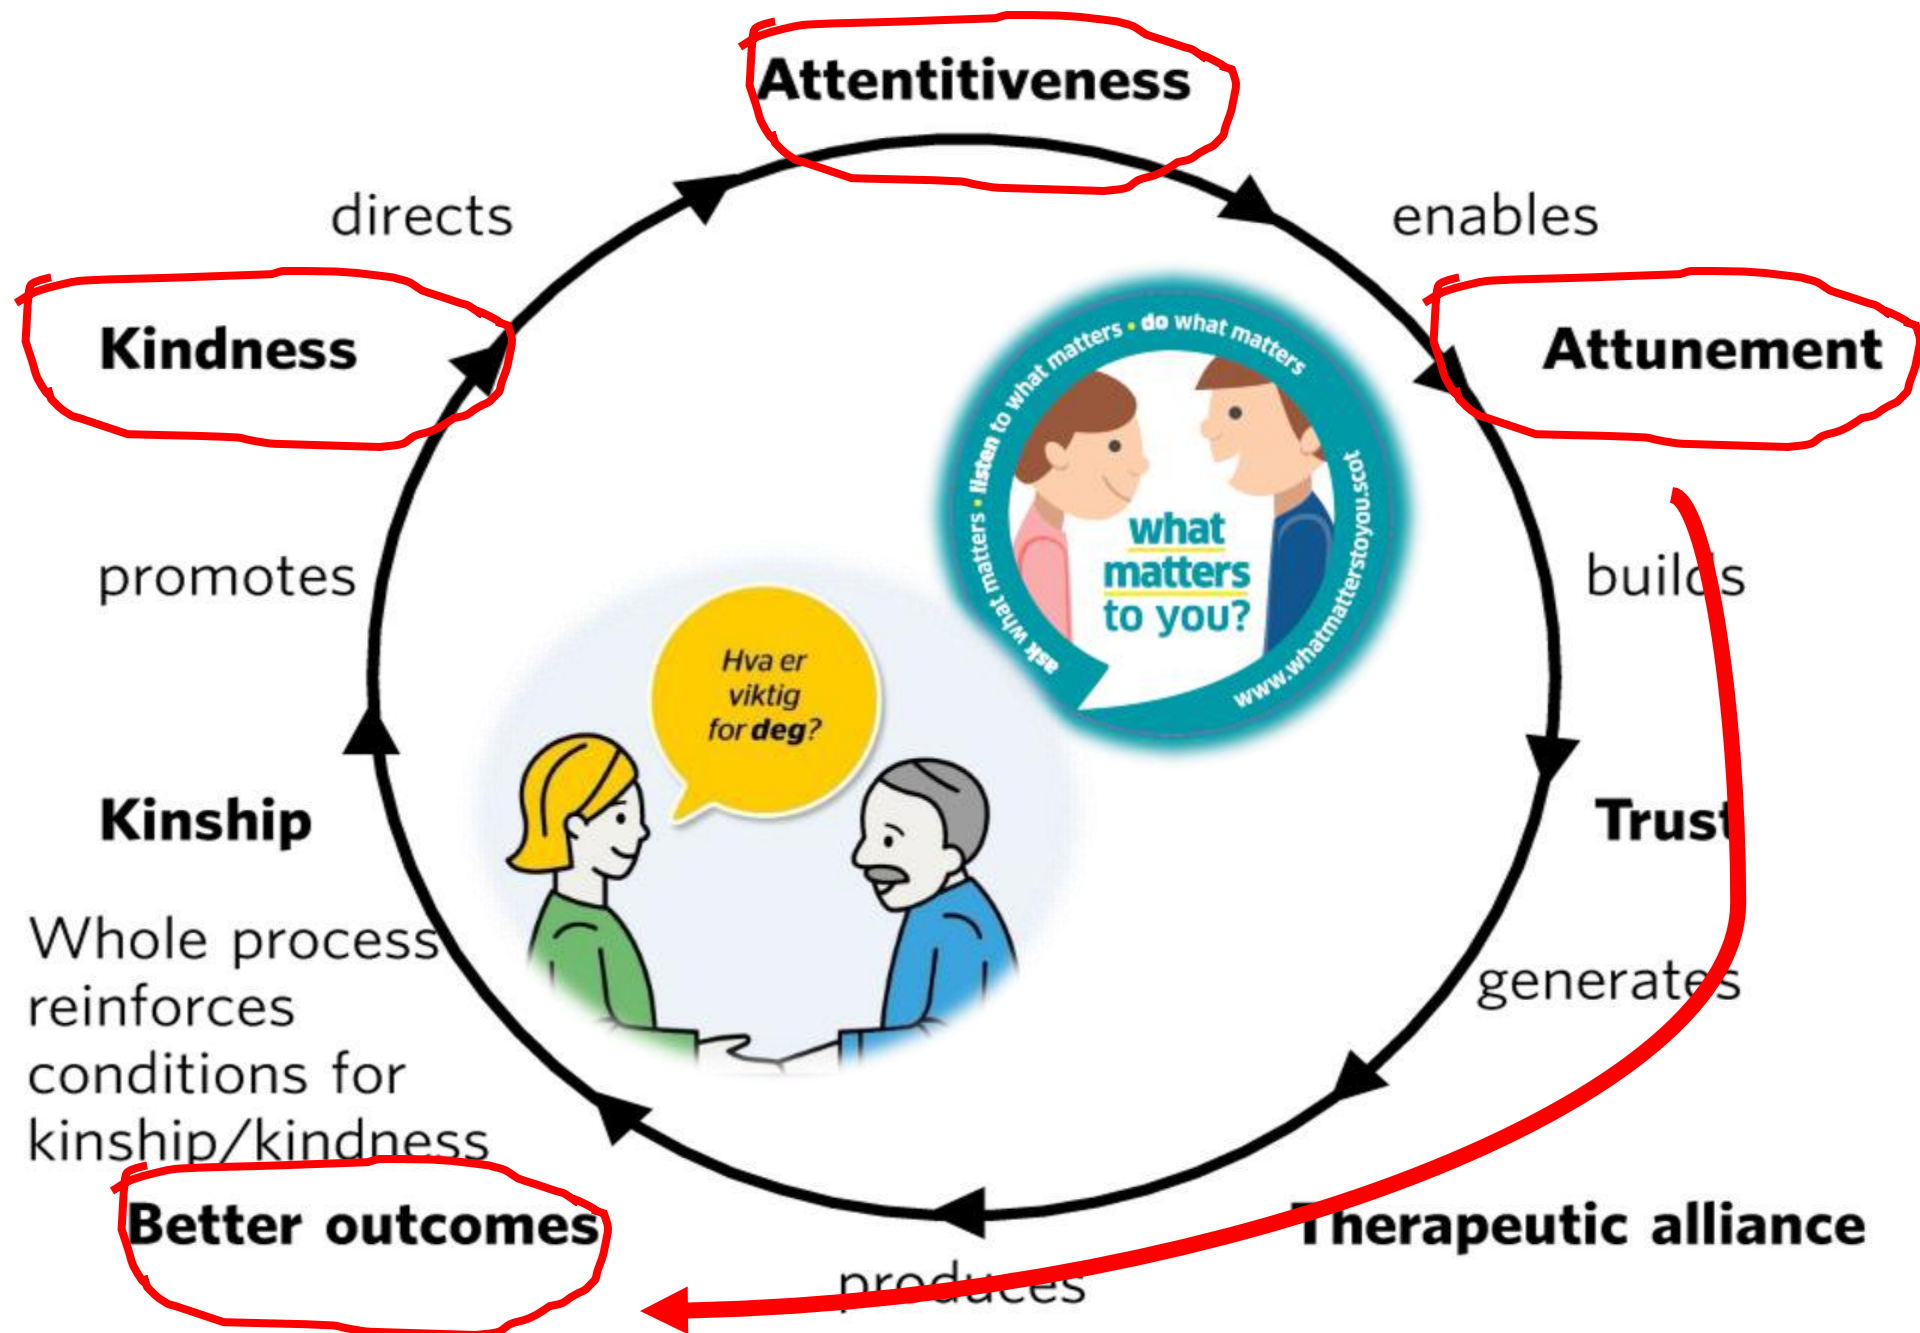 Attentitiveness
directs
enables
Kindness
Attunement
ask what matters • listen to what matters • do what matters
what
matters
to you?
www.whatmatterstoyou.scot
promotes
builds
Hva er
viktig
for deg?
Kinship
Trust
Whole process
reinforces
conditions for
kinship/kindness
generates
Better outcomes
Therapeutic alliance
produces